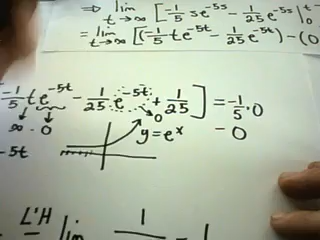 ⇒ lim t→∞ [-1/5 se^-5s - 1/25 e^-5s |₀^t
= lim t→∞ [(-1/5 te^-5t - 1/25 e^-5t) - (0
-1/5 te^-5t - 1/25 e^-5t + 1/25] = -1/5 · 0
∞ · 0 0 - 0
-5t y = e^x
L'H lim 1